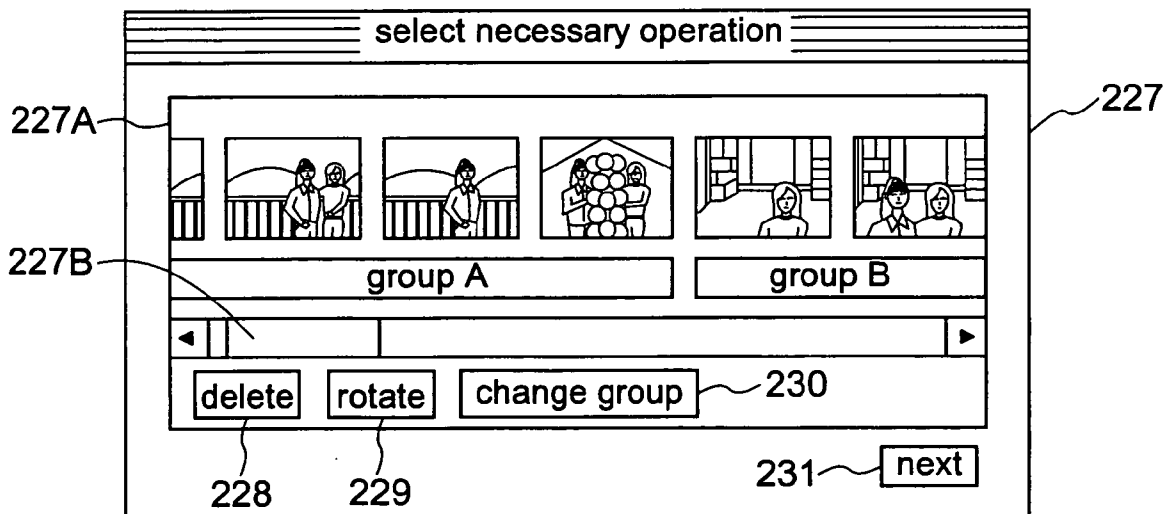 select necessary operation
227A
227
227B
group A
group B
delete
rotate
change group
230
228
229
231
next